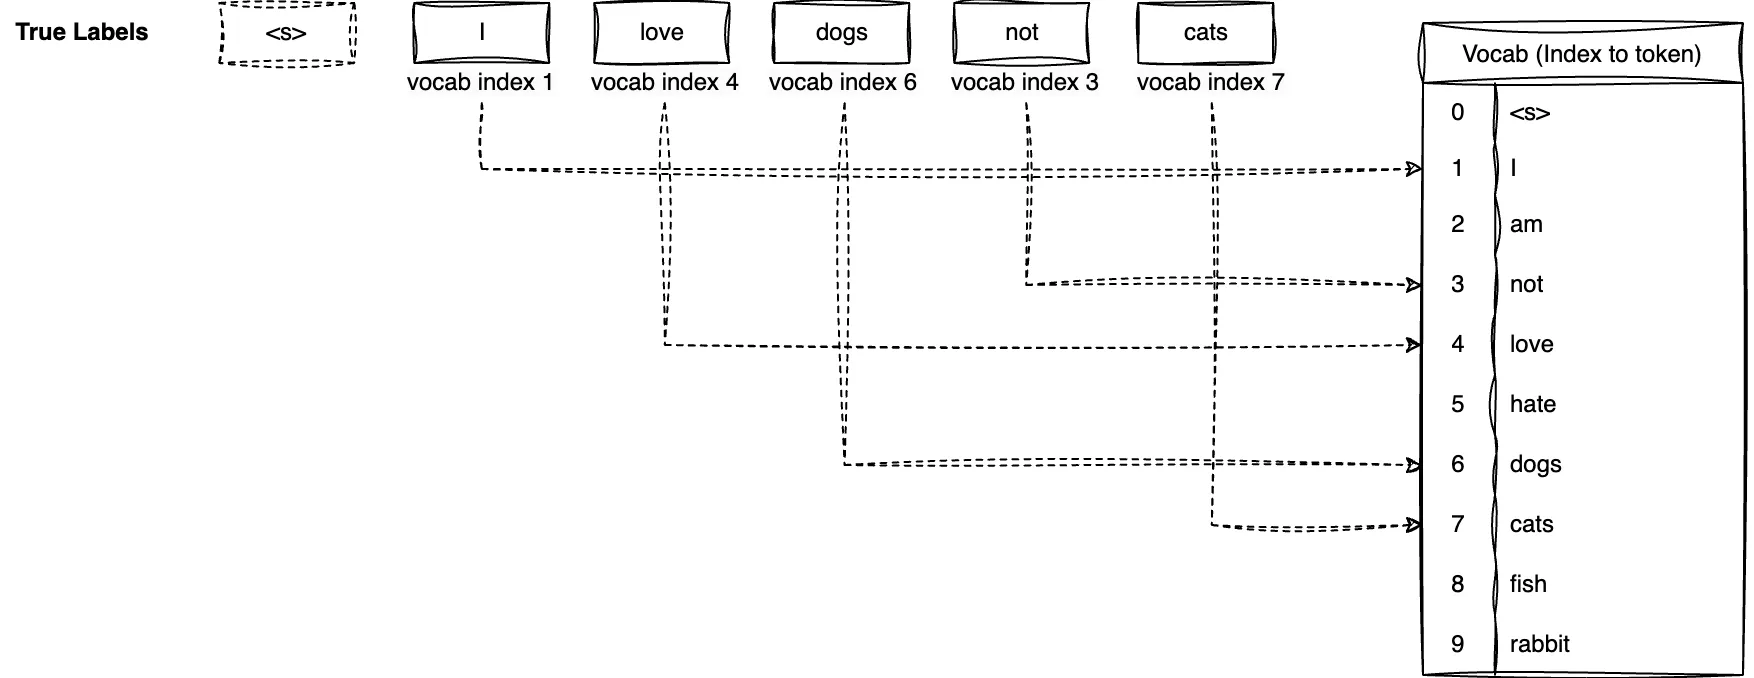 True Labels <s> I love dogs not cats
vocab index 1 vocab index 4 vocab index 6 vocab index 3 vocab index 7
Vocab (Index to token)
0 <s>
1 I
2 am
3 not
4 love
5 hate
6 dogs
7 cats
8 fish
9 rabbit